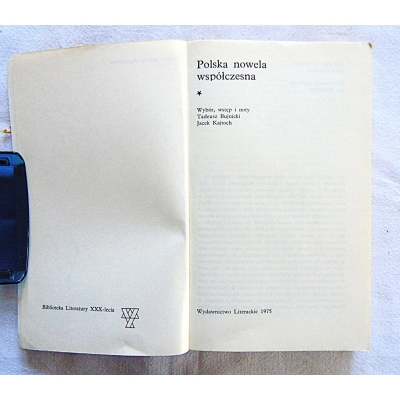 Biblioteka Literatury XXX-lecia
Polska nowela
współczesna
*
Wybór, wstęp i noty
Tadeusz Bujnicki
Jacek Kajtoch
Wydawnictwo Literackie 1975